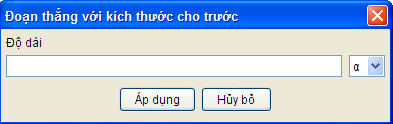 Đoạn thẳng với kích thước cho trước
Độ dài
α
Áp dụng Hủy bỏ